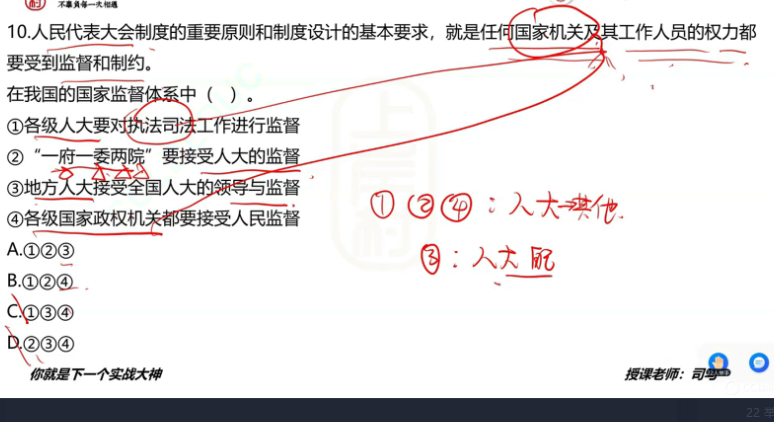 不辜负每一次相遇
10.人民代表大会制度的重要原则和制度设计的基本要求，就是任何国家机关及其工作人员的权力都
要受到监督和制约。
在我国的国家监督体系中（ ）。
①各级人大要对执法司法工作进行监督
②“一府一委两院”要接受人大的监督
③地方人大接受全国人大的领导与监督
④各级国家政权机关都要接受人民监督
①②④：人大→其他
③：人大
A.①②③
B.①②④
C.①③④
D.②③④
你就是下一个实战大神
授课老师：司
22